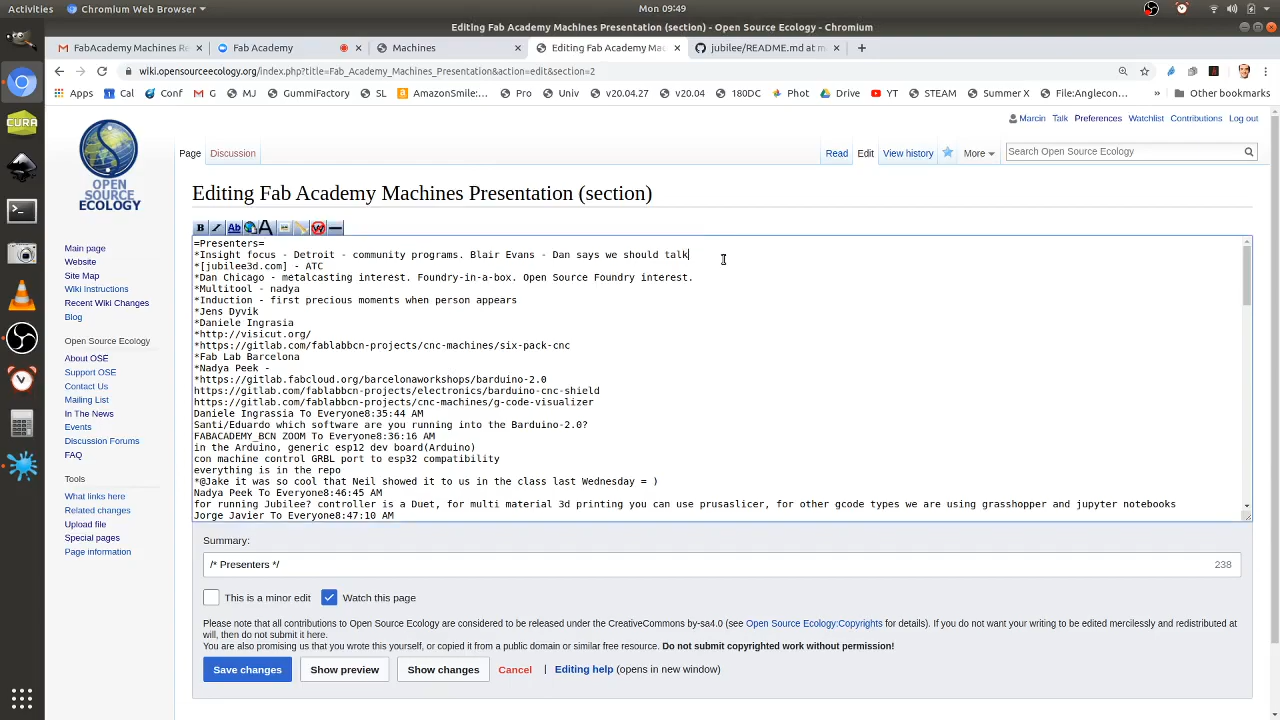 Activities
Chromium Web Browser
Mon 09:49
Editing Fab Academy Machines Presentation (section) - Open Source Ecology - Chromium
FabAcademy Machines Re
Fab Academy
Machines
Editing Fab Academy Mac
jubilee/README.md at m
wiki.opensourceecology.org/index.php?title=Fab_Academy_Machines_Presentation&action=edit&section=2
Apps
Cal
Conf
G
MJ
GummiFactory
SL
AmazonSmile:...
Pro
Univ
v20.04.27
v20.04
180DC
Phot
Drive
YT
STEAM
Summer X
File:Anglecon...
»
Other bookmarks
Marcin
Talk
Preferences
Watchlist
Contributions
Log out
Page
Discussion
Read
Edit
View history
More
Search Open Source Ecology
OPEN
SOURCE
ECOLOGY
Main page
Website
Site Map
Wiki Instructions
Recent Wiki Changes
Blog
Open Source Ecology
About OSE
OSE Specifications
Contact Us
Mailing List
In The News
Events
Discussion Forums
FAQ
Tools
What links here
Related changes
Upload file
Special pages
Page information
Editing Fab Academy Machines Presentation (section)
B
I
Ab
A
=Presenters=
*Insight focus - Detroit - community programs. Blair Evans - Dan says we should talk
*[jubilee3d.com] - ATC
*Dan Chicago - metalcasting interest. Foundry-in-a-box. Open Source Foundry interest.
*Multitool - nadya
*Induction - first precious moments when person appears
*Jens Dyvik
*Daniele Ingrasia
*http://visicut.org/
*https://gitlab.com/fablabbcn-projects/cnc-machines/six-pack-cnc
*Fab Lab Barcelona
*Nadya Peek -
*https://gitlab.fabcloud.org/barcelonaworkshops/barduino-2.0
https://gitlab.com/fablabbcn-projects/electronics/barduino-cnc-shield
https://gitlab.com/fablabbcn-projects/cnc-machines/g-code-visualizer
Daniele Ingrassia To Everyone8:35:44 AM
Santi/Eduardo which software are you running into the Barduino-2.0?
FABACADEMY_BCN ZOOM To Everyone8:36:16 AM
in the Arduino, generic esp12 dev board(Arduino)
con machine control GRBL port to esp32 compatibility
everything is in the repo
*@Jake it was so cool that Neil showed it to us in the class last Wednesday = )
Nadya Peek To Everyone8:46:45 AM
for running Jubilee? controller is a Duet, for multi material 3d printing you can use prusaslicer, for other gcode types we are using grasshopper and jupyter notebooks
Jorge Javier To Everyone8:47:10 AM
Summary:
/* Presenters */
238
This is a minor edit
Watch this page
Please note that all contributions to Open Source Ecology are considered to be released under the CreativeCommons by-sa4.0 (see Open Source Ecology:Copyrights for details). If you do not want your writing to be edited mercilessly and redistributed at
will, then do not submit it here.
You are also promising us that you wrote this yourself, or copied it from a public domain or similar free resource. Do not submit copyrighted work without permission!
Save changes
Show preview
Show changes
Cancel
|
Editing help (opens in new window)
CURA